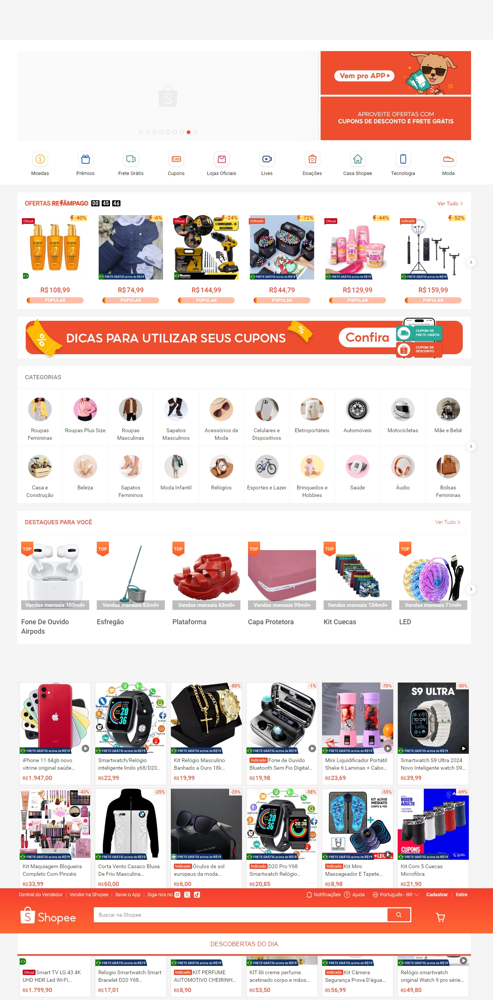 Vem pro APP
APROVEITE OFERTAS COM
CUPONS DE DESCONTO E FRETE GRÁTIS
Moedas
Prêmios
Frete Grátis
Cupons
Lojas Oficiais
Lives
Doações
Casa Shopee
Tecnologia
Moda
OFERTAS RELÂMPAGO 00 45 46
Ver Tudo
Oficial
-40%
-6%
Oficial
-24%
Indicado
-72%
Oficial
-44%
Indicado
-52%
ELSEVE
ELSEVE
ELSEVE
Bento
Bento
E CARREGADOR + 13
ACESSÓRIOS
Máquinas
FRETE GRÁTIS acima de R$19
FRETE GRÁTIS acima de R$19
FRETE GRÁTIS acima de R$19
FRETE GRÁTIS acima de R$19
R$108,99
R$74,99
R$144,99
R$44,79
R$129,99
R$159,99
POPULAR
POPULAR
POPULAR
POPULAR
POPULAR
POPULAR
DICAS PARA UTILIZAR SEUS CUPONS
Confira
CUPOM DE
FRETE GRÁTIS
CUPOM DE
DESCONTO
CATEGORIAS
Roupas
Femininas
Roupas Plus Size
Roupas
Masculinas
Sapatos
Masculinos
Acessórios de
Moda
Celulares e
Dispositivos
Eletroportáteis
Automóveis
Motocicletas
Mãe e Bebê
Casa e
Construção
Beleza
Sapatos
Femininos
Moda Infantil
Relógios
Esportes e Lazer
Brinquedos e
Hobbies
Saúde
Áudio
Bolsas
Femininas
DESTAQUES PARA VOCÊ
Ver Tudo
TOP
TOP
TOP
TOP
TOP
TOP
Vendas mensais 103mil+
Vendas mensais 82mil+
Vendas mensais 63mil+
Vendas mensais 95mil+
Vendas mensais 134mil+
Vendas mensais 71mil+
Fone De Ouvido
Airpods
Esfregão
Plataforma
Capa Protetora
Kit Cuecas
LED
-80%
-1%
-70%
-50%
S9 ULTRA
FRETE GRÁTIS acima de R$19
FRETE GRÁTIS acima de R$19
FRETE GRÁTIS acima de R$19
FRETE GRÁTIS acima de R$19
FRETE GRÁTIS acima de R$19
FRETE GRÁTIS acima de R$19
iPhone 11 64gb novo
vitrine original saúde...
R$1.947,00
Smartwatch/Relógio
inteligente lindo y68/D20...
R$22,99
Kit Relógio Masculino
Banhado a Ouro 18k...
R$19,99
Indicado Fone de Ouvido
Bluetooth Sem Fio Digital...
R$19,98
Mini Liquidificador Portátil
Shake 6 Laminas + Cabo...
R$23,69
Smartwatch S9 Ultra 2024
Novo Inteligente watch S9...
R$39,99
-43%
-25%
-25%
-58%
-55%
-69%
KIT ALÍVIO
IMEDIATO
CORPO & PÉS
+LEGAL
BOXER
ADULTO
CUPONS
FRETE GRÁTIS acima de R$19
FRETE GRÁTIS acima de R$19
FRETE GRÁTIS acima de R$19
FRETE GRÁTIS acima de R$19
FRETE GRÁTIS acima de R$19
FRETE GRÁTIS acima de R$19
Kit Maquiagem Blogueira
Completo Com Pincéis
R$33,99
Corta Vento Casaco Blusa
De Frio Masculina...
R$60,00
Indicado Óculos de sol
europeus da moda...
R$6,00
Indicado D20 Pro Y68
Smartwatch Relógio...
R$20,85
Indicado Kit Mini
Massageador E Tapete...
R$8,98
Kit Com 5 Cuecas
Microfibra
R$21,90
Central do Vendedor
Vender na Shopee
Baixe o App
Siga-nos no
Notificações
Ajuda
Português - BR
Cadastrar
Entre
Shopee
Buscar na Shopee
DESCOBERTAS DO DIA
FRETE GRÁTIS acima de R$19
FRETE GRÁTIS acima de R$19
FRETE GRÁTIS acima de R$19
FRETE GRÁTIS acima de R$19
FRETE GRÁTIS acima de R$19
Oficial Smart TV LG 43 4K
UHD HDR Led Wi-Fi...
R$1.799,90
Relogio Smartwatch Smart
Bracelet D20 Y68...
R$17,01
Indicado KIT PERFUME
AUTOMOTIVO CHEIRINH...
R$8,90
KIT lili creme perfume
acetinado corpo e mãos...
R$53,50
Indicado Kit Câmera
Segurança Prova D'água...
R$56,99
Relógio smartwatch
original Watch 9 pro série...
R$49,80